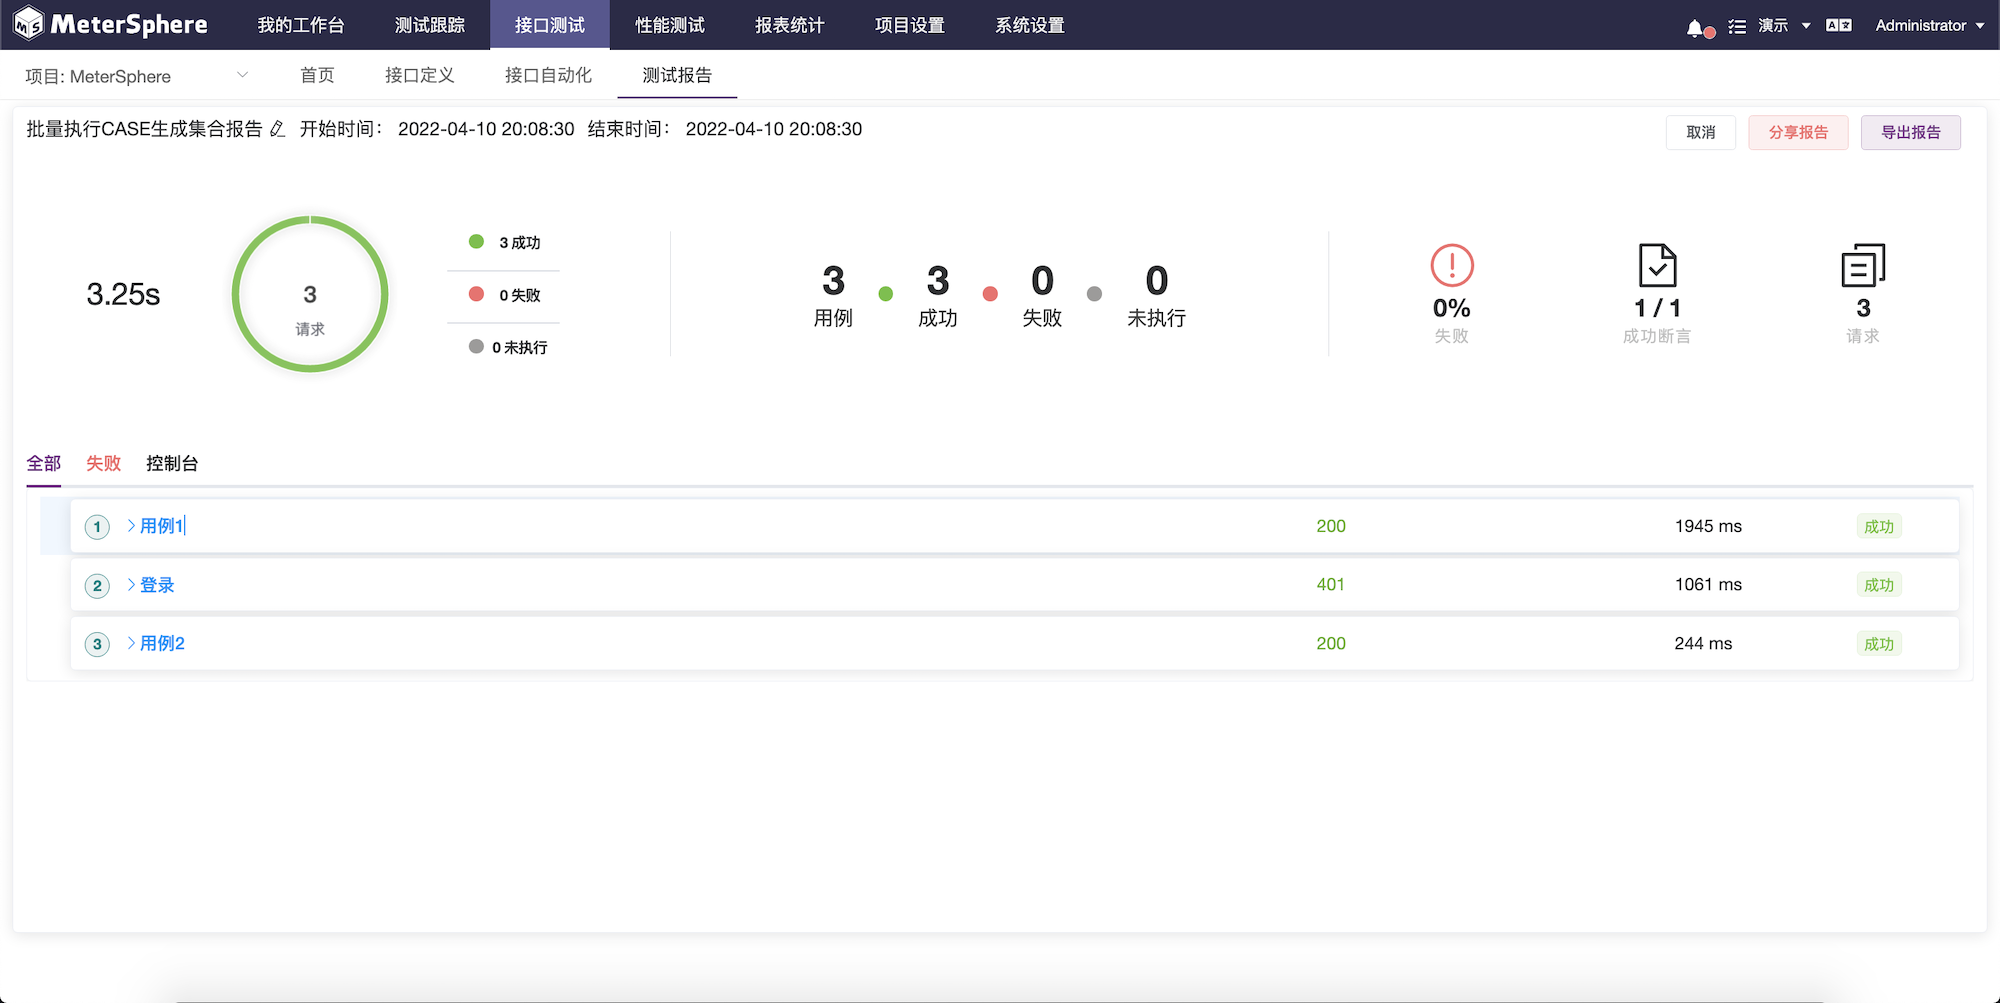 MeterSphere 我的工作台 测试跟踪 接口测试 性能测试 报表统计 项目设置 系统设置 演示 Administrator
项目: MeterSphere 首页 接口定义 接口自动化 测试报告
批量执行CASE生成集合报告 开始时间： 2022-04-10 20:08:30 结束时间： 2022-04-10 20:08:30 取消 分享报告 导出报告
3.25s
3
请求
3 成功
0 失败
0 未执行
3 3 0 0
用例 成功 失败 未执行
0% 1 / 1 3
失败 成功断言 请求
全部 失败 控制台
1 用例1 200 1945 ms 成功
2 登录 401 1061 ms 成功
3 用例2 200 244 ms 成功